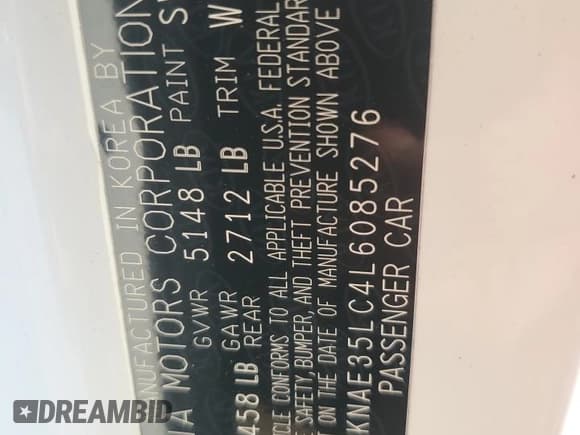 NUFACTURED IN KOREA BY
IA MOTORS CORPORATION
GVWR 5148 LB PAINT SW
458 LB GAWR REAR 2712 LB TRIM W
ICLE CONFORMS TO ALL APPLICABLE U.S.A. FEDERAL
E SAFETY, BUMPER, AND THEFT PREVENTION STANDAR
T ON THE DATE OF MANUFACTURE SHOWN ABOVE
KNAE35LC4L6085276
PASSENGER CAR
DREAMBID